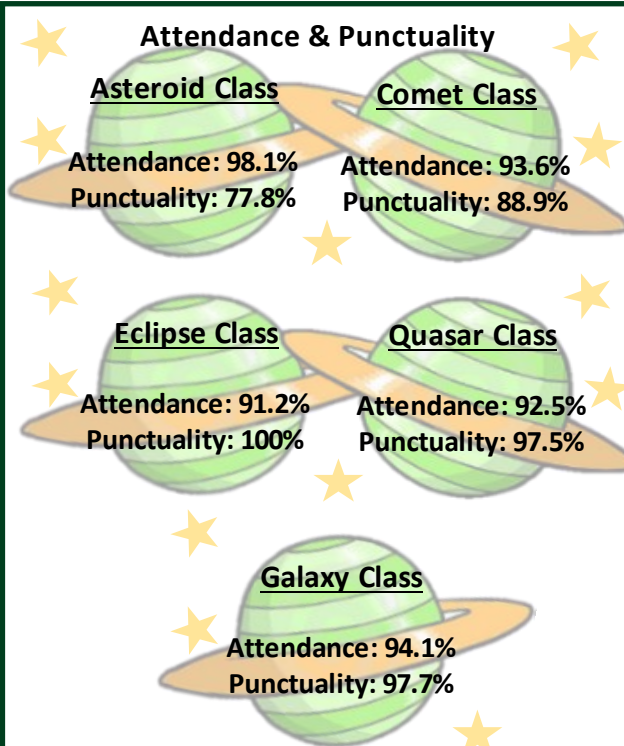 Attendance & Punctuality
Asteroid Class
Attendance: 98.1%
Punctuality: 77.8%
Comet Class
Attendance: 93.6%
Punctuality: 88.9%
Eclipse Class
Attendance: 91.2%
Punctuality: 100%
Quasar Class
Attendance: 92.5%
Punctuality: 97.5%
Galaxy Class
Attendance: 94.1%
Punctuality: 97.7%